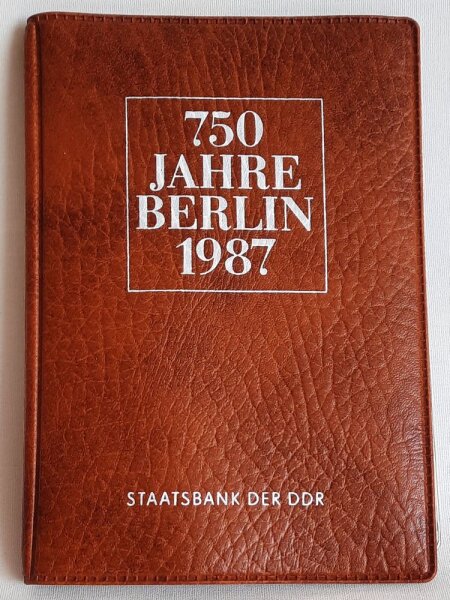 750
JAHRE
BERLIN
1987
STAATSBANK DER DDR